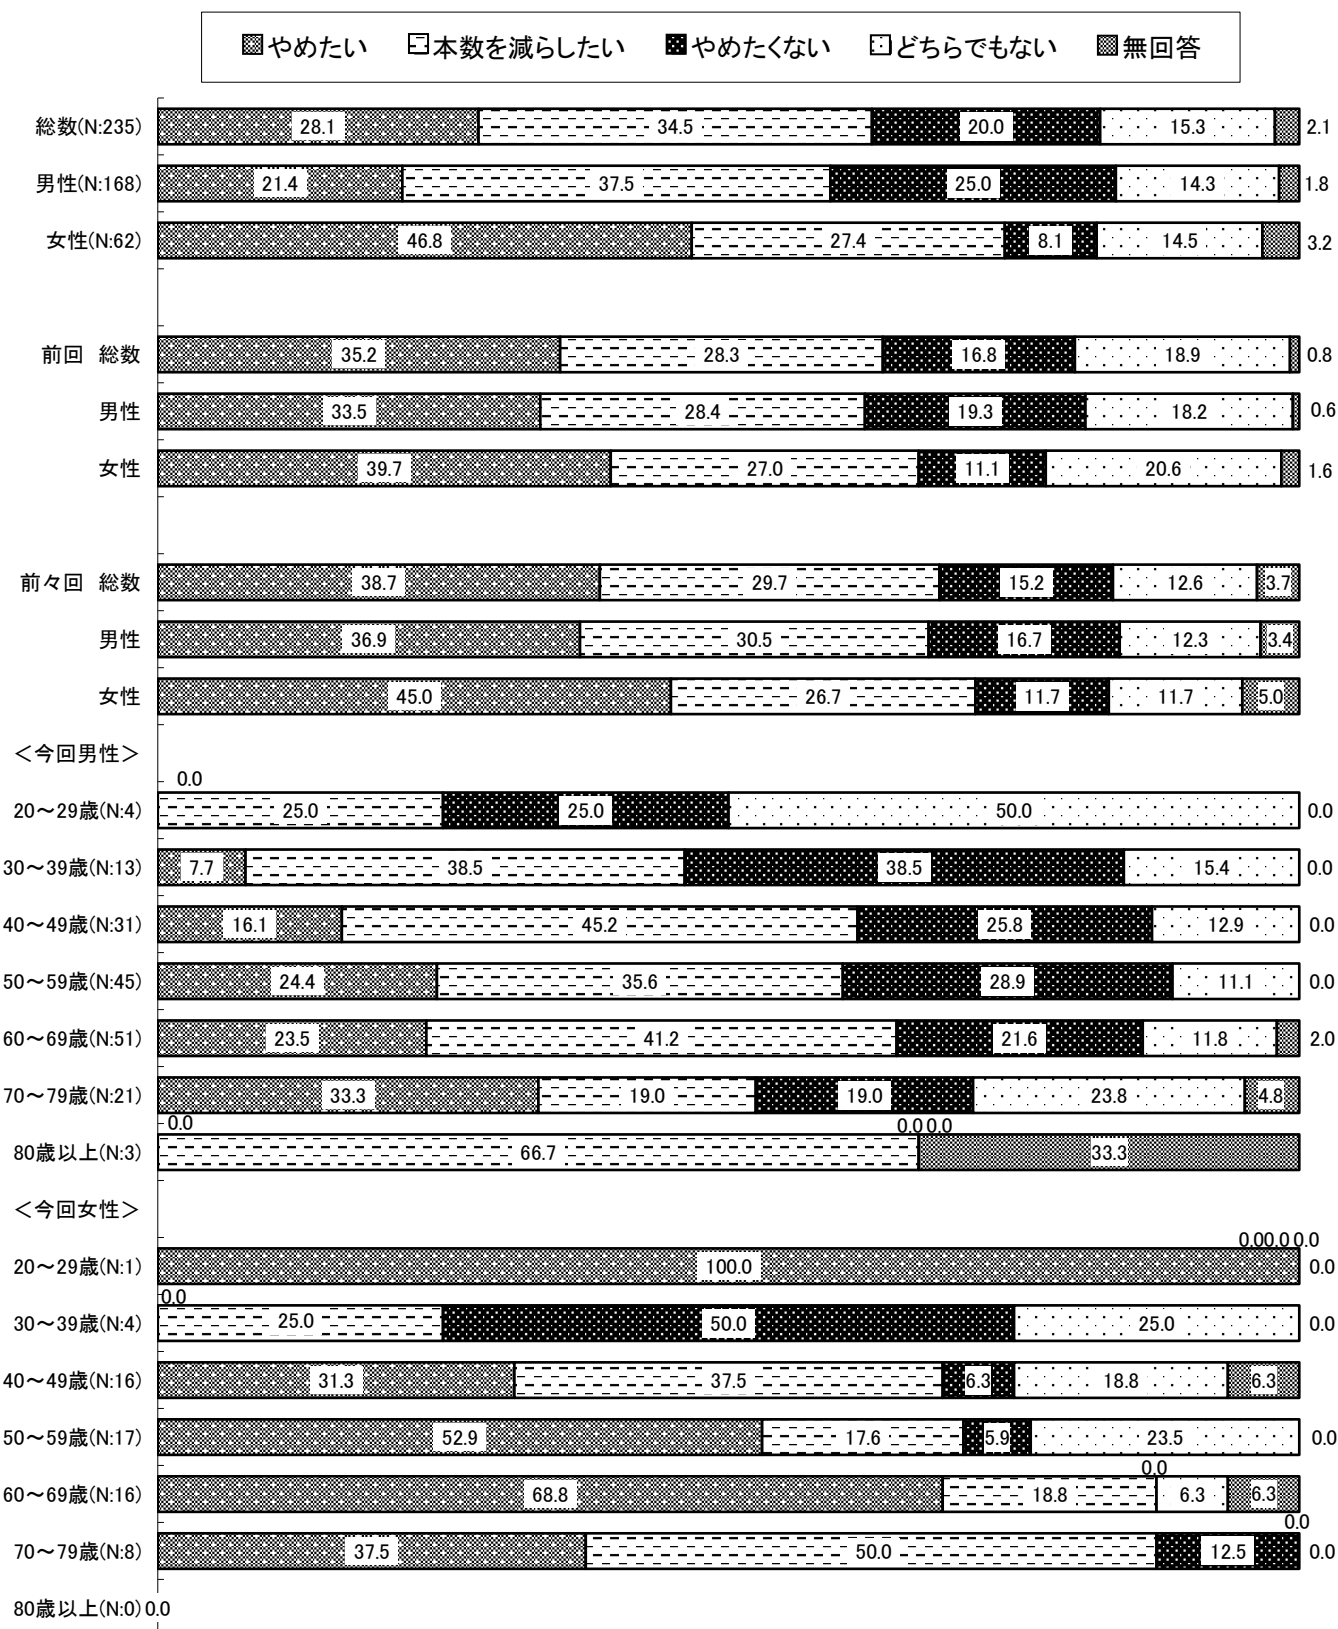 やめたい 本数を減らしたい やめたくない どちらでもない 無回答
総数(N:235) 28.1 34.5 20.0 15.3 2.1
男性(N:168) 21.4 37.5 25.0 14.3 1.8
女性(N:62) 46.8 27.4 8.1 14.5 3.2
前回 総数 35.2 28.3 16.8 18.9 0.8
男性 33.5 28.4 19.3 18.2 0.6
女性 39.7 27.0 11.1 20.6 1.6
前々回 総数 38.7 29.7 15.2 12.6 3.7
男性 36.9 30.5 16.7 12.3 3.4
女性 45.0 26.7 11.7 11.7 5.0
＜今回男性＞
0.0
20～29歳(N:4) 25.0 25.0 50.0 0.0
30～39歳(N:13) 7.7 38.5 38.5 15.4 0.0
40～49歳(N:31) 16.1 45.2 25.8 12.9 0.0
50～59歳(N:45) 24.4 35.6 28.9 11.1 0.0
60～69歳(N:51) 23.5 41.2 21.6 11.8 2.0
70～79歳(N:21) 33.3 19.0 19.0 23.8 4.8
0.0 0.0 0.0
80歳以上(N:3) 66.7 33.3
＜今回女性＞
0.0 0.0 0.0
20～29歳(N:1) 100.0 0.0
0.0
30～39歳(N:4) 25.0 50.0 25.0 0.0
40～49歳(N:16) 31.3 37.5 6.3 18.8 6.3
50～59歳(N:17) 52.9 17.6 5.9 23.5 0.0
0.0
60～69歳(N:16) 68.8 18.8 6.3 6.3
0.0
70～79歳(N:8) 37.5 50.0 12.5 0.0
80歳以上(N:0) 0.0